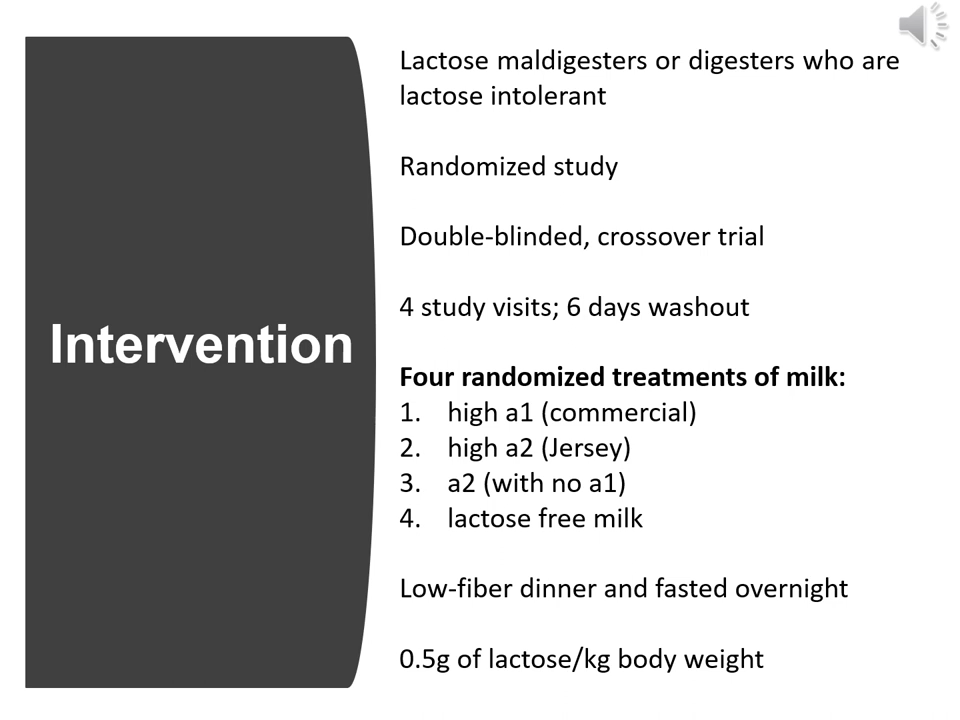 Intervention
Lactose maldigesters or digesters who are
lactose intolerant
Randomized study
Double-blinded, crossover trial
4 study visits; 6 days washout
Four randomized treatments of milk:
1. high a1 (commercial)
2. high a2 (Jersey)
3. a2 (with no a1)
4. lactose free milk
Low-fiber dinner and fasted overnight
0.5g of lactose/kg body weight